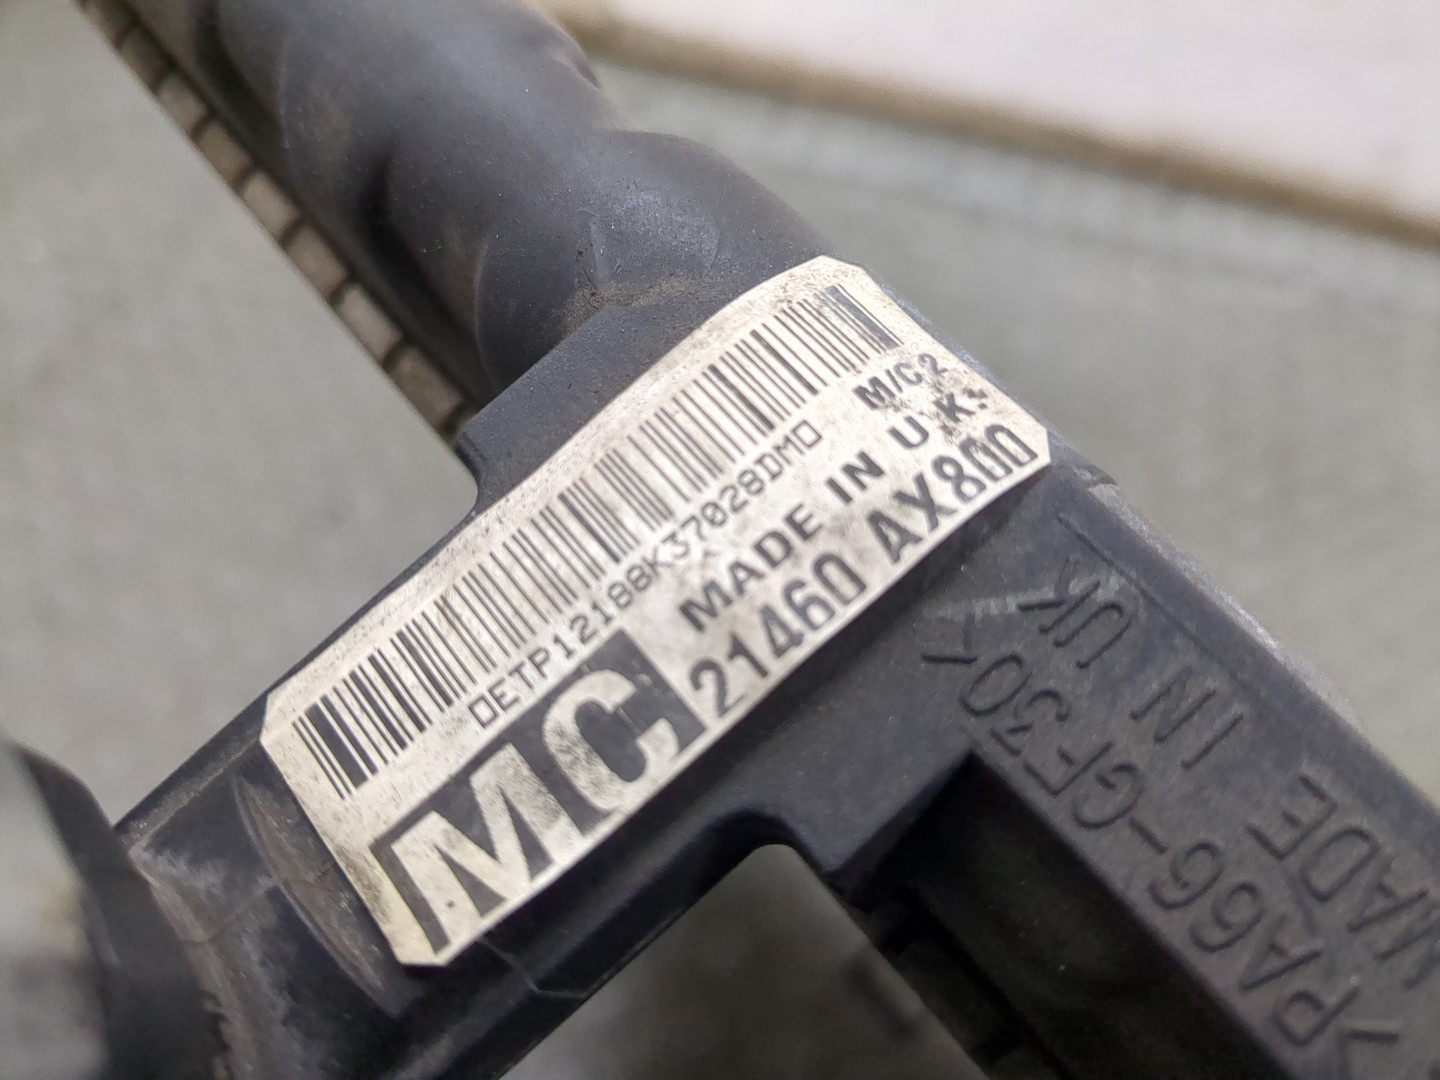 0ETP12188K37028DM0
M/C2
MC
MADE IN U.K.
21460 AX800
>PA66-GF30<
MADE IN UK